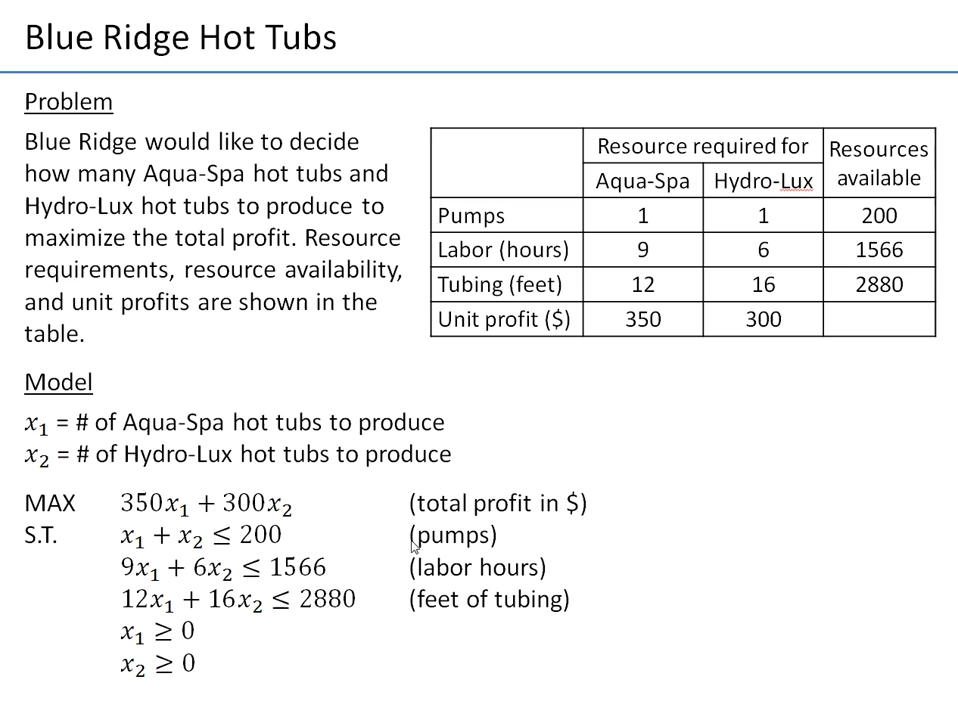 Blue Ridge Hot Tubs
Problem
Blue Ridge would like to decide
how many Aqua-Spa hot tubs and
Hydro-Lux hot tubs to produce to
maximize the total profit. Resource
requirements, resource availability,
and unit profits are shown in the
table.
Resource required for Resources available
Aqua-Spa Hydro-Lux
Pumps 1 1 200
Labor (hours) 9 6 1566
Tubing (feet) 12 16 2880
Unit profit ($) 350 300
Model
x₁ = # of Aqua-Spa hot tubs to produce
x₂ = # of Hydro-Lux hot tubs to produce
MAX 350x₁ + 300x₂ (total profit in $)
S.T. x₁ + x₂ ≤ 200 (pumps)
9x₁ + 6x₂ ≤ 1566 (labor hours)
12x₁ + 16x₂ ≤ 2880 (feet of tubing)
x₁ ≥ 0
x₂ ≥ 0